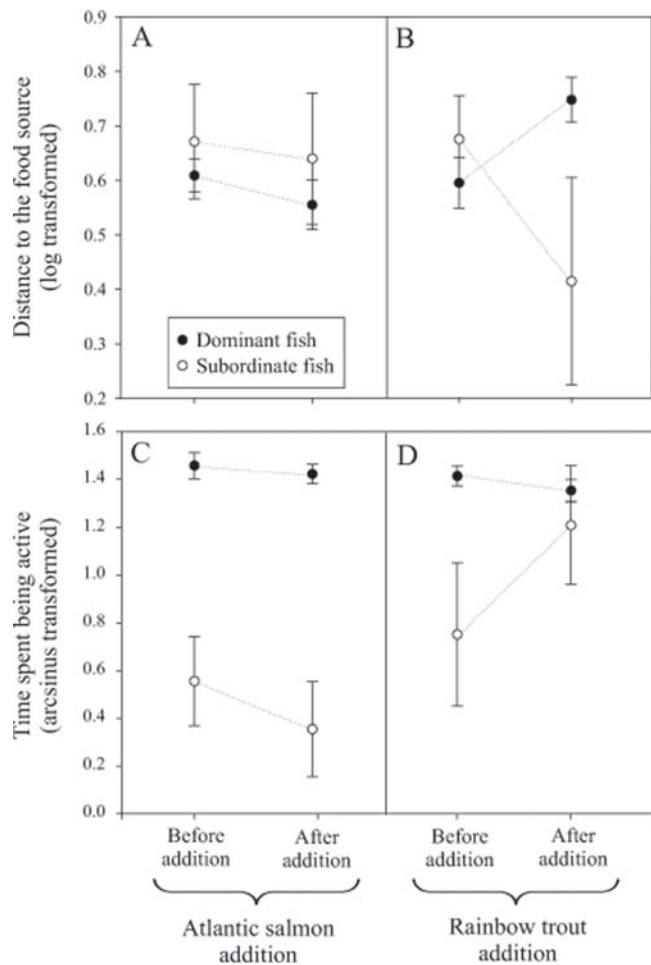 Distance to the food source
(log transformed)
0.9
0.8
0.7
0.6
0.5
0.4
0.3
0.2
A
B
Dominant fish
Subordinate fish
Time spent being active
(arcsinus transformed)
1.6
1.4
1.2
1.0
0.8
0.6
0.4
0.2
0.0
C
D
Before addition
After addition
Before addition
After addition
Atlantic salmon
addition
Rainbow trout
addition